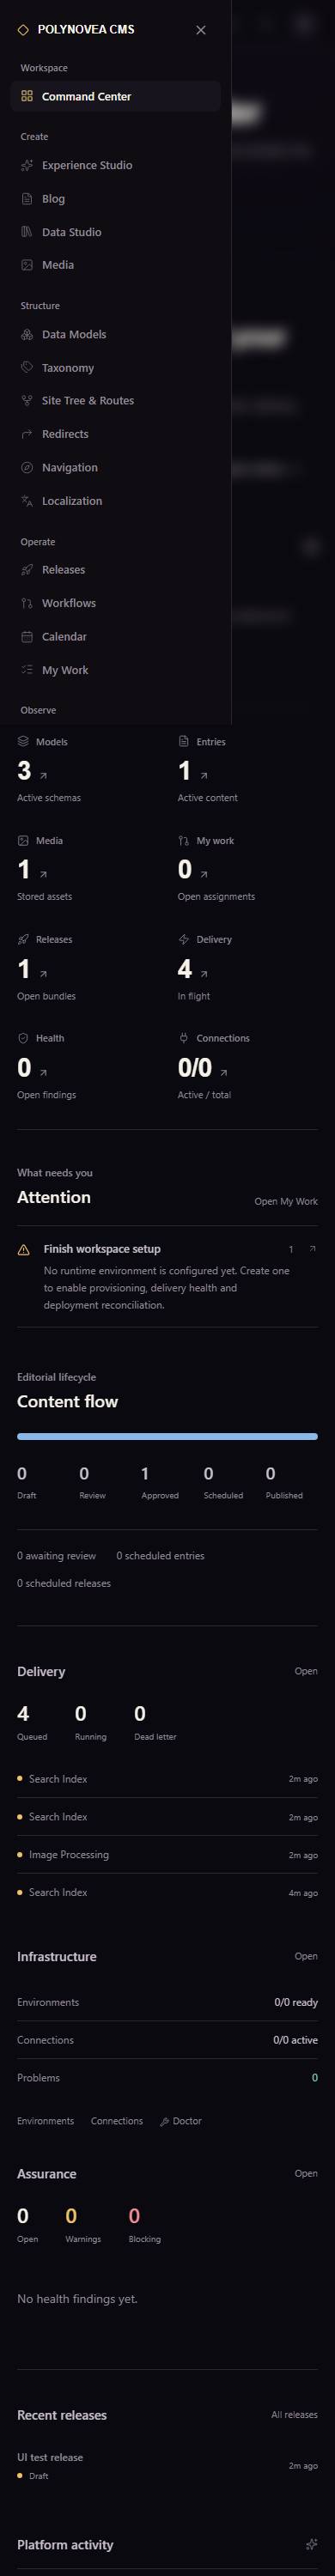 POLYNOVEA CMS
Workspace
Command Center
Create
Experience Studio
Blog
Data Studio
Media
Structure
Data Models
Taxonomy
Site Tree & Routes
Redirects
Navigation
Localization
Operate
Releases
Workflows
Calendar
My Work
Observe
Models
Entries
3
1
Active schemas
Active content
Media
My work
1
0
Stored assets
Open assignments
Releases
Delivery
1
4
Open bundles
In flight
Health
Connections
0
0/0
Open findings
Active / total
What needs you
Attention
Open My Work
Finish workspace setup 1
No runtime environment is configured yet. Create one
to enable provisioning, delivery health and
deployment reconciliation.
Editorial lifecycle
Content flow
0 0 1 0 0
Draft Review Approved Scheduled Published
0 awaiting review 0 scheduled entries
0 scheduled releases
Delivery Open
4 0 0
Queued Running Dead letter
Search Index 2m ago
Search Index 2m ago
Image Processing 2m ago
Search Index 4m ago
Infrastructure Open
Environments 0/0 ready
Connections 0/0 active
Problems 0
Environments Connections Doctor
Assurance Open
0 0 0
Open Warnings Blocking
No health findings yet.
Recent releases All releases
UI test release 2m ago
Draft
Platform activity